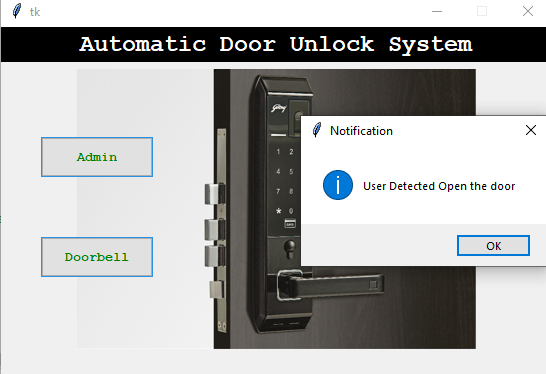 tk
Automatic Door Unlock System
Godrej
Notification
Admin
1 2
4 5
7 8
* 0
User Detected Open the door
OK
Doorbell